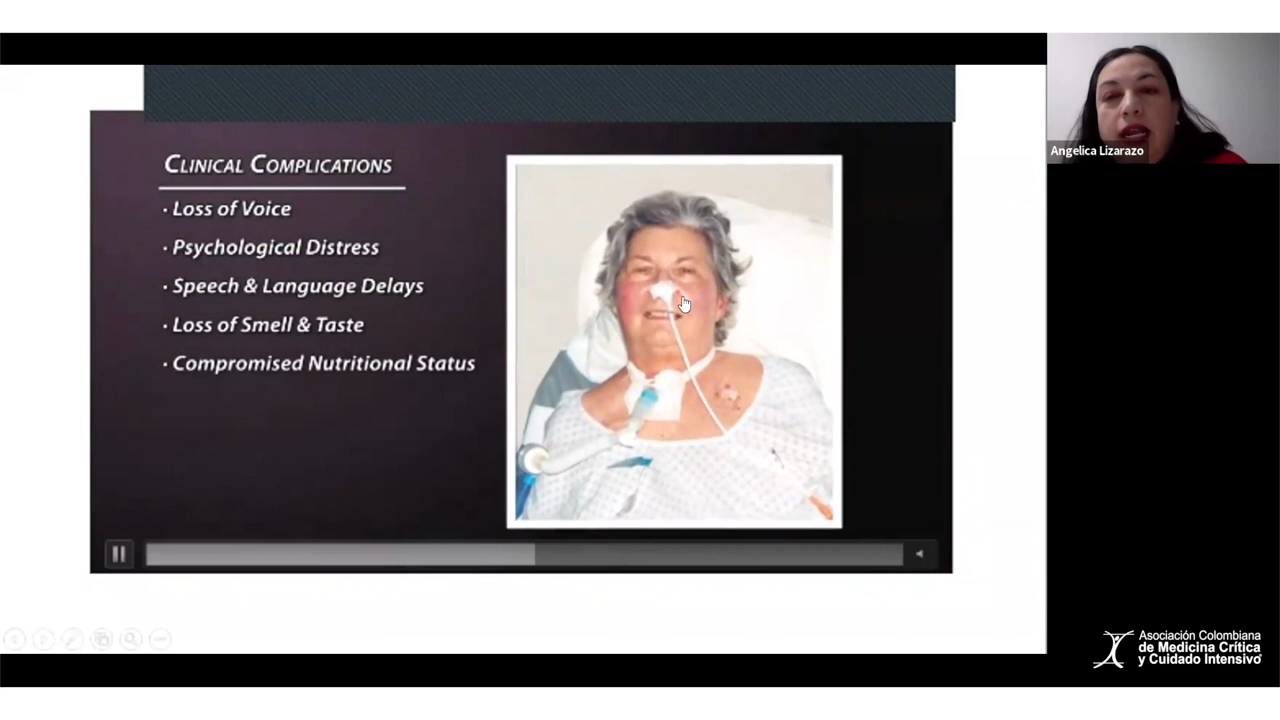 Clinical Complications
· Loss of Voice
· Psychological Distress
· Speech & Language Delays
· Loss of Smell & Taste
· Compromised Nutritional Status
Angelica Lizarazo
Asociación Colombiana
de Medicina Crítica
y Cuidado Intensivo